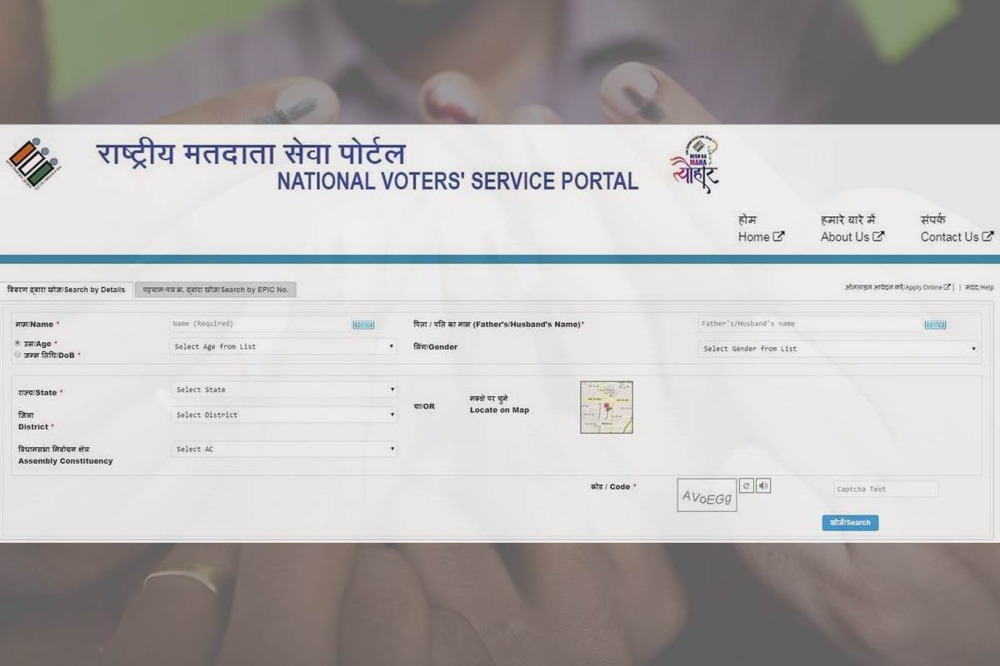 राष्ट्रीय मतदाता सेवा पोर्टल
NATIONAL VOTERS' SERVICE PORTAL
DESH KA
MAHA
त्यौहार
होम
Home
हमारे बारे में
About Us
संपर्क
Contact Us
विवरण द्वारा खोज/Search by Details
पहचान-पत्र क्र. द्वारा खोज/Search by EPIC No.
ऑनलाइन आवेदन करें/Apply Online | | मदद/Help
नाम/Name *
Name (Required)
पिता / पति का नाम (Father's/Husband's Name)*
Father's/Husband's name
उम्र/Age *
जन्म तिथि/DoB *
Select Age from List
लिंग/Gender
Select Gender from List
राज्य/State *
Select State
जिला
District *
Select District
या/OR
नक्शे पर चुने
Locate on Map
विधानसभा निर्वाचन क्षेत्र
Assembly Constituency
Select AC
कोड / Code *
AVoEGg
Captcha Text
खोजें/Search